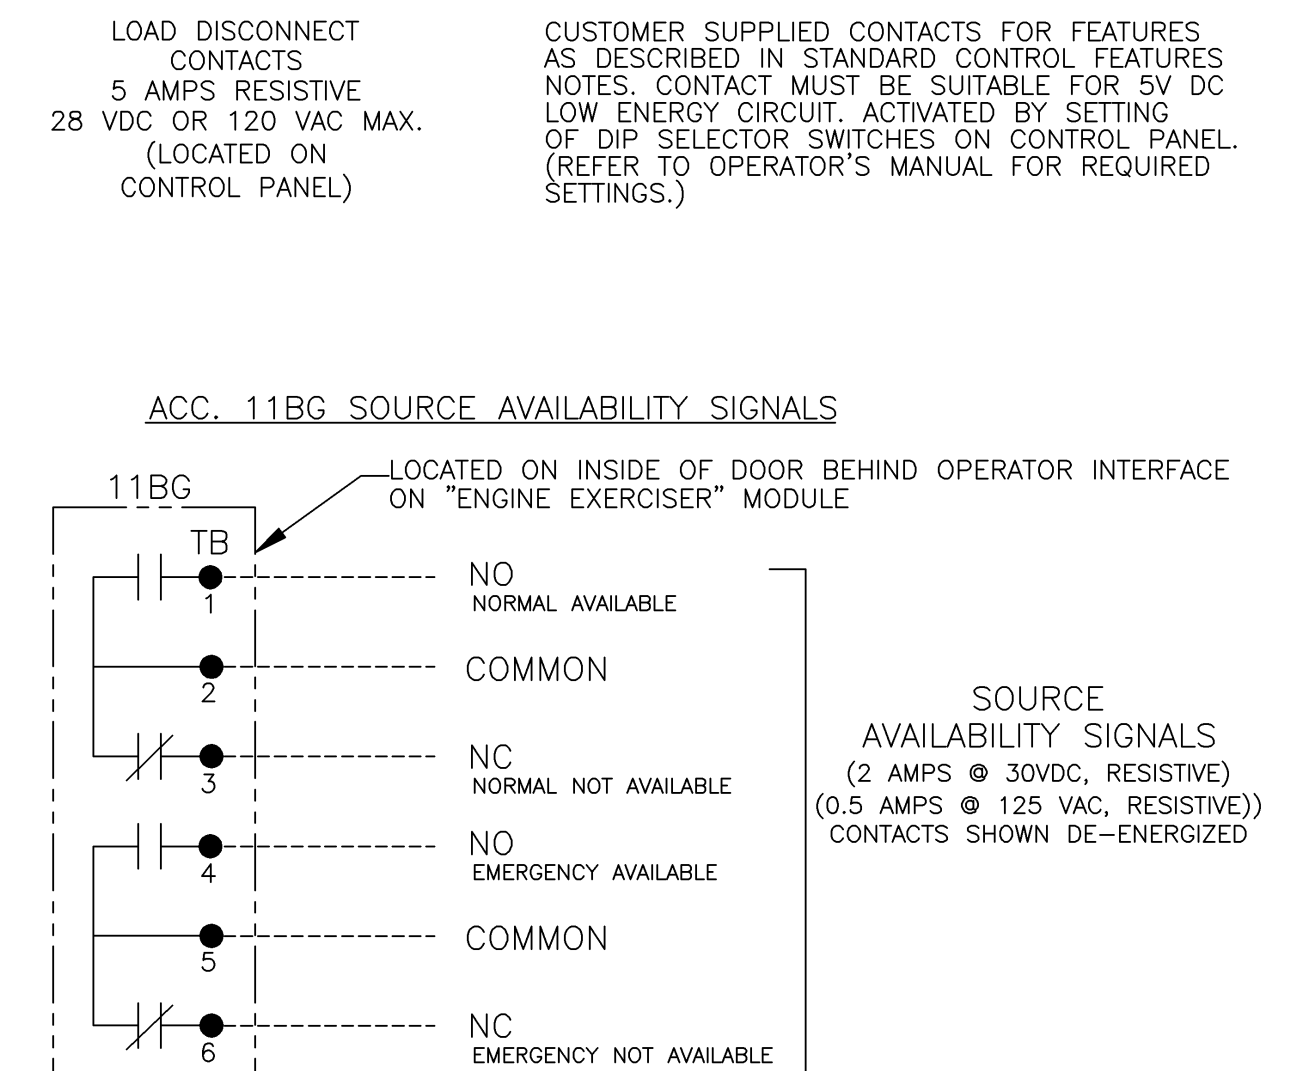 LOAD DISCONNECT
CONTACTS
5 AMPS RESISTIVE
28 VDC OR 120 VAC MAX.
(LOCATED ON
CONTROL PANEL)
CUSTOMER SUPPLIED CONTACTS FOR FEATURES
AS DESCRIBED IN STANDARD CONTROL FEATURES
NOTES. CONTACT MUST BE SUITABLE FOR 5V DC
LOW ENERGY CIRCUIT. ACTIVATED BY SETTING
OF DIP SELECTOR SWITCHES ON CONTROL PANEL.
(REFER TO OPERATOR'S MANUAL FOR REQUIRED
SETTINGS.)
ACC. 11BG SOURCE AVAILABILITY SIGNALS
LOCATED ON INSIDE OF DOOR BEHIND OPERATOR INTERFACE
ON "ENGINE EXERCISER" MODULE
11BG
TB
1
NO
NORMAL AVAILABLE
2
COMMON
3
NC
NORMAL NOT AVAILABLE
4
NO
EMERGENCY AVAILABLE
5
COMMON
6
NC
EMERGENCY NOT AVAILABLE
SOURCE
AVAILABILITY SIGNALS
(2 AMPS @ 30VDC, RESISTIVE)
(0.5 AMPS @ 125 VAC, RESISTIVE))
CONTACTS SHOWN DE-ENERGIZED